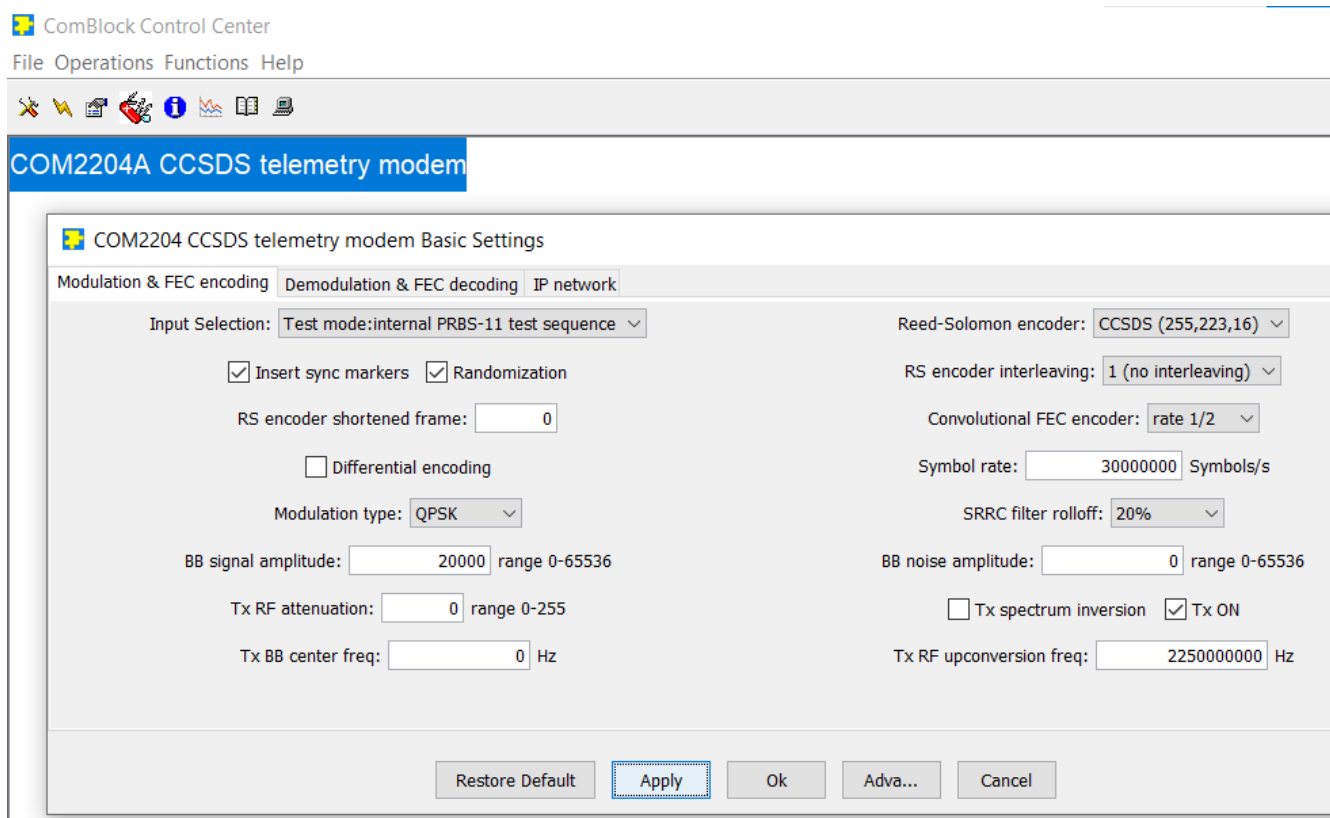 ComBlock Control Center
File Operations Functions Help
COM2204A CCSDS telemetry modem
COM2204 CCSDS telemetry modem Basic Settings
Modulation & FEC encoding Demodulation & FEC decoding IP network
Input Selection: Test mode:internal PRBS-11 test sequence Reed-Solomon encoder: CCSDS (255,223,16)
Insert sync markers Randomization RS encoder interleaving: 1 (no interleaving)
RS encoder shortened frame: 0 Convolutional FEC encoder: rate 1/2
Differential encoding Symbol rate: 30000000 Symbols/s
Modulation type: QPSK SRRC filter rolloff: 20%
BB signal amplitude: 20000 range 0-65536 BB noise amplitude: 0 range 0-65536
Tx RF attenuation: 0 range 0-255 Tx spectrum inversion Tx ON
Tx BB center freq: 0 Hz Tx RF upconversion freq: 2250000000 Hz
Restore Default Apply Ok Adva... Cancel